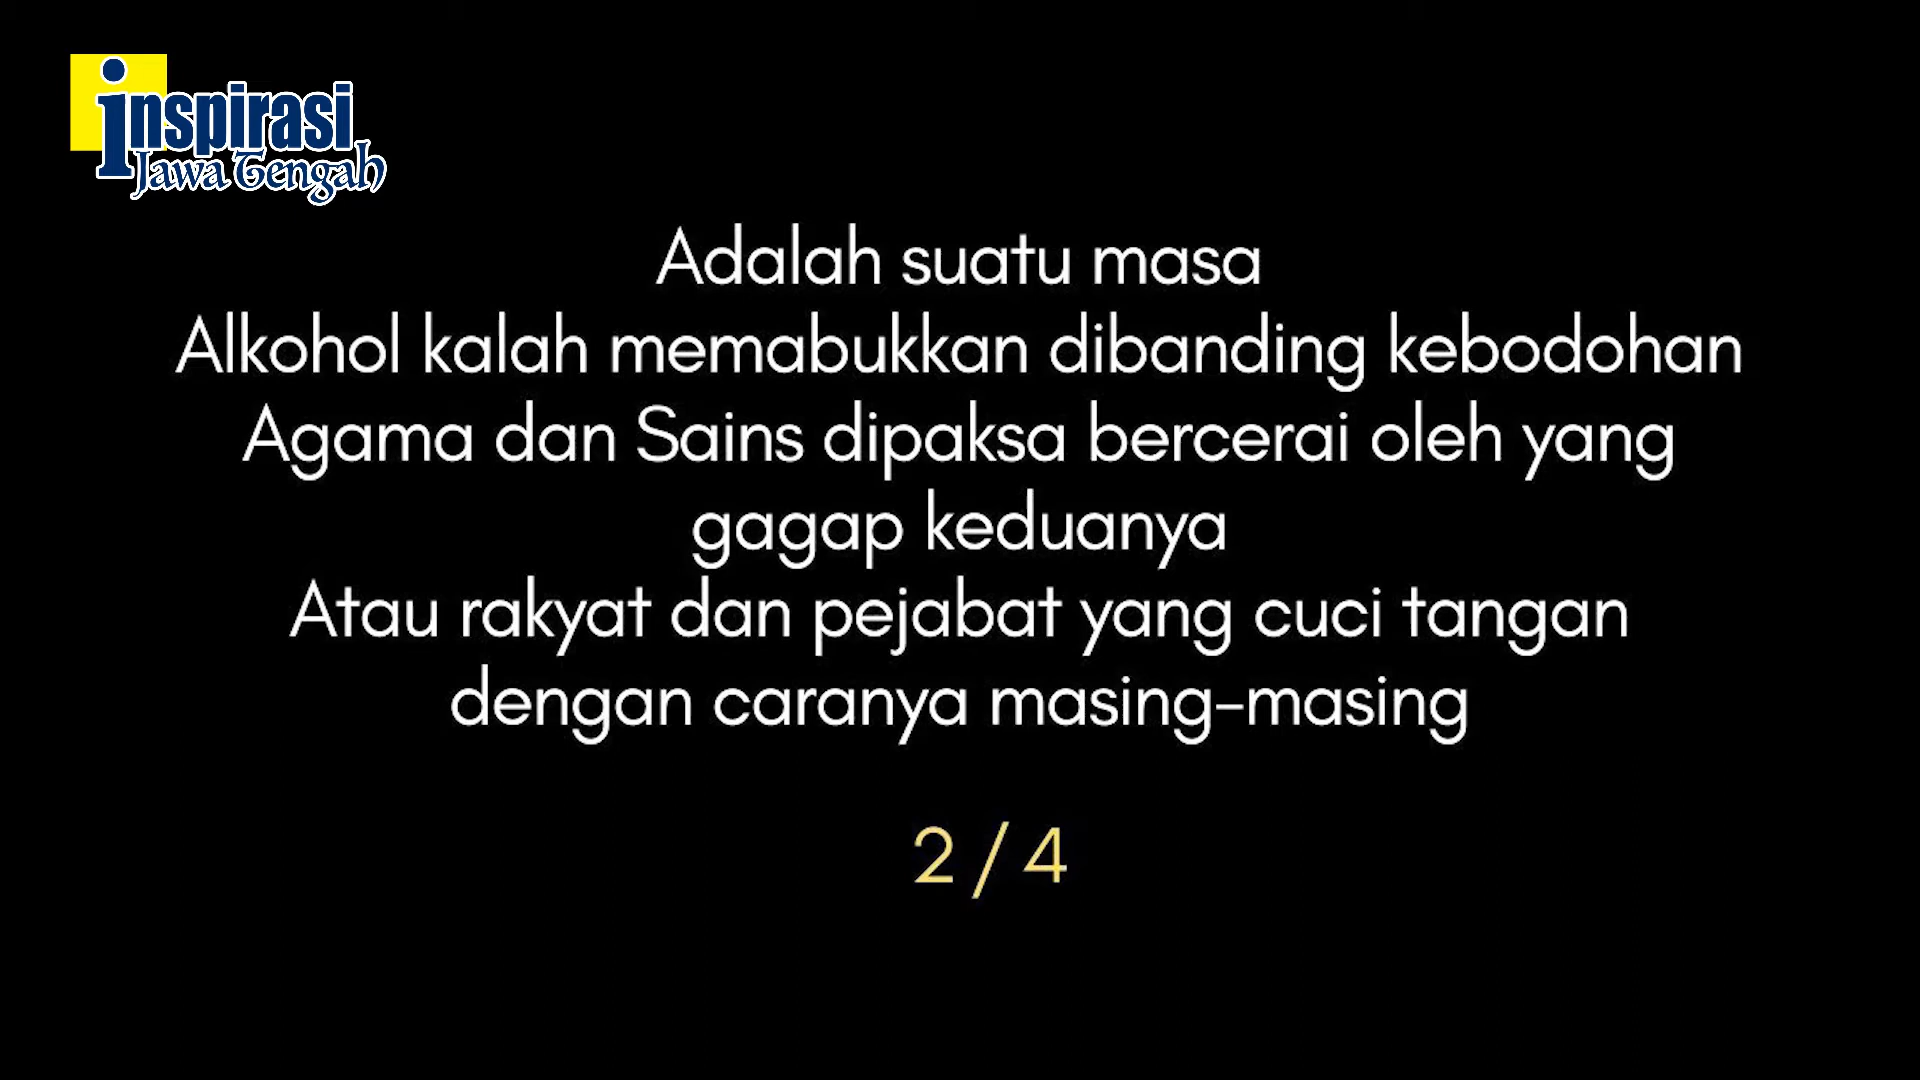 inspirasi
Jawa Tengah
Adalah suatu masa
Alkohol kalah memabukkan dibanding kebodohan
Agama dan Sains dipaksa bercerai oleh yang
gagap keduanya
Atau rakyat dan pejabat yang cuci tangan
dengan caranya masing-masing
2 / 4